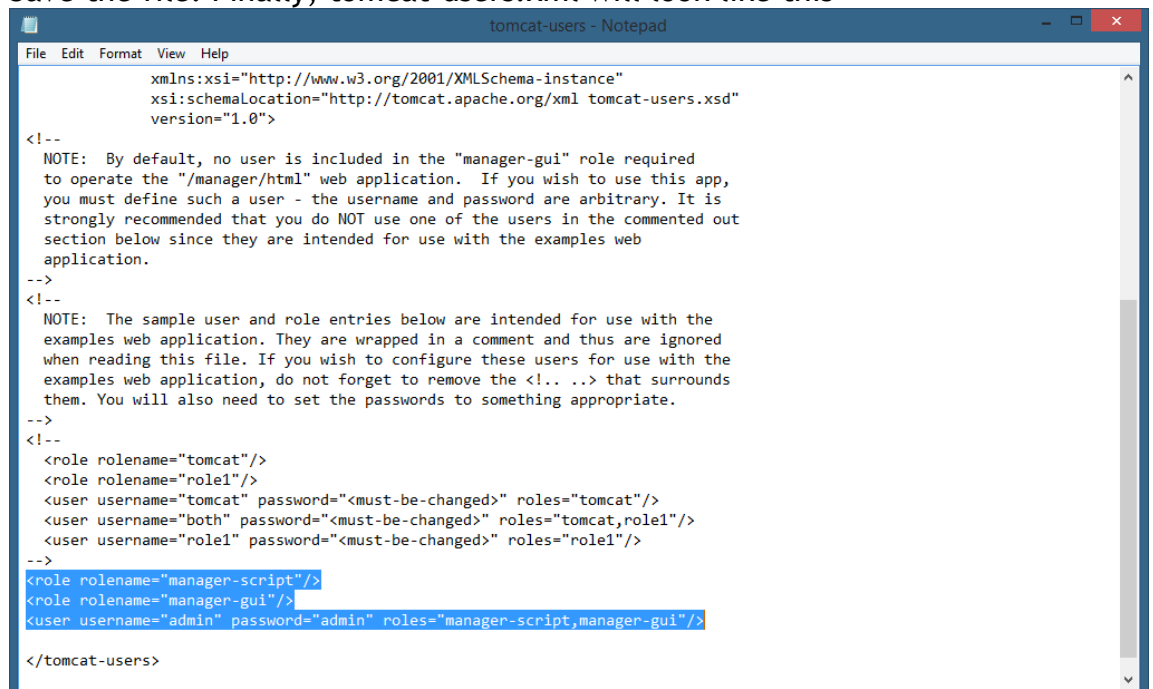 save the file. Finally, tomcat-users.xml will look like this
tomcat-users - Notepad
File Edit Format View Help
xmlns:xsi="http://www.w3.org/2001/XMLSchema-instance"
xsi:schemaLocation="http://tomcat.apache.org/xml tomcat-users.xsd"
version="1.0">
<!--
NOTE:  By default, no user is included in the "manager-gui" role required
to operate the "/manager/html" web application.  If you wish to use this app,
you must define such a user - the username and password are arbitrary. It is
strongly recommended that you do NOT use one of the users in the commented out
section below since they are intended for use with the examples web
application.
-->
<!--
NOTE:  The sample user and role entries below are intended for use with the
examples web application. They are wrapped in a comment and thus are ignored
when reading this file. If you wish to configure these users for use with the
examples web application, do not forget to remove the <!.. ..> that surrounds
them. You will also need to set the passwords to something appropriate.
-->
<!--
<role rolename="tomcat"/>
<role rolename="role1"/>
<user username="tomcat" password="<must-be-changed>" roles="tomcat"/>
<user username="both" password="<must-be-changed>" roles="tomcat,role1"/>
<user username="role1" password="<must-be-changed>" roles="role1"/>
-->
<role rolename="manager-script"/>
<role rolename="manager-gui"/>
<user username="admin" password="admin" roles="manager-script,manager-gui"/>
</tomcat-users>